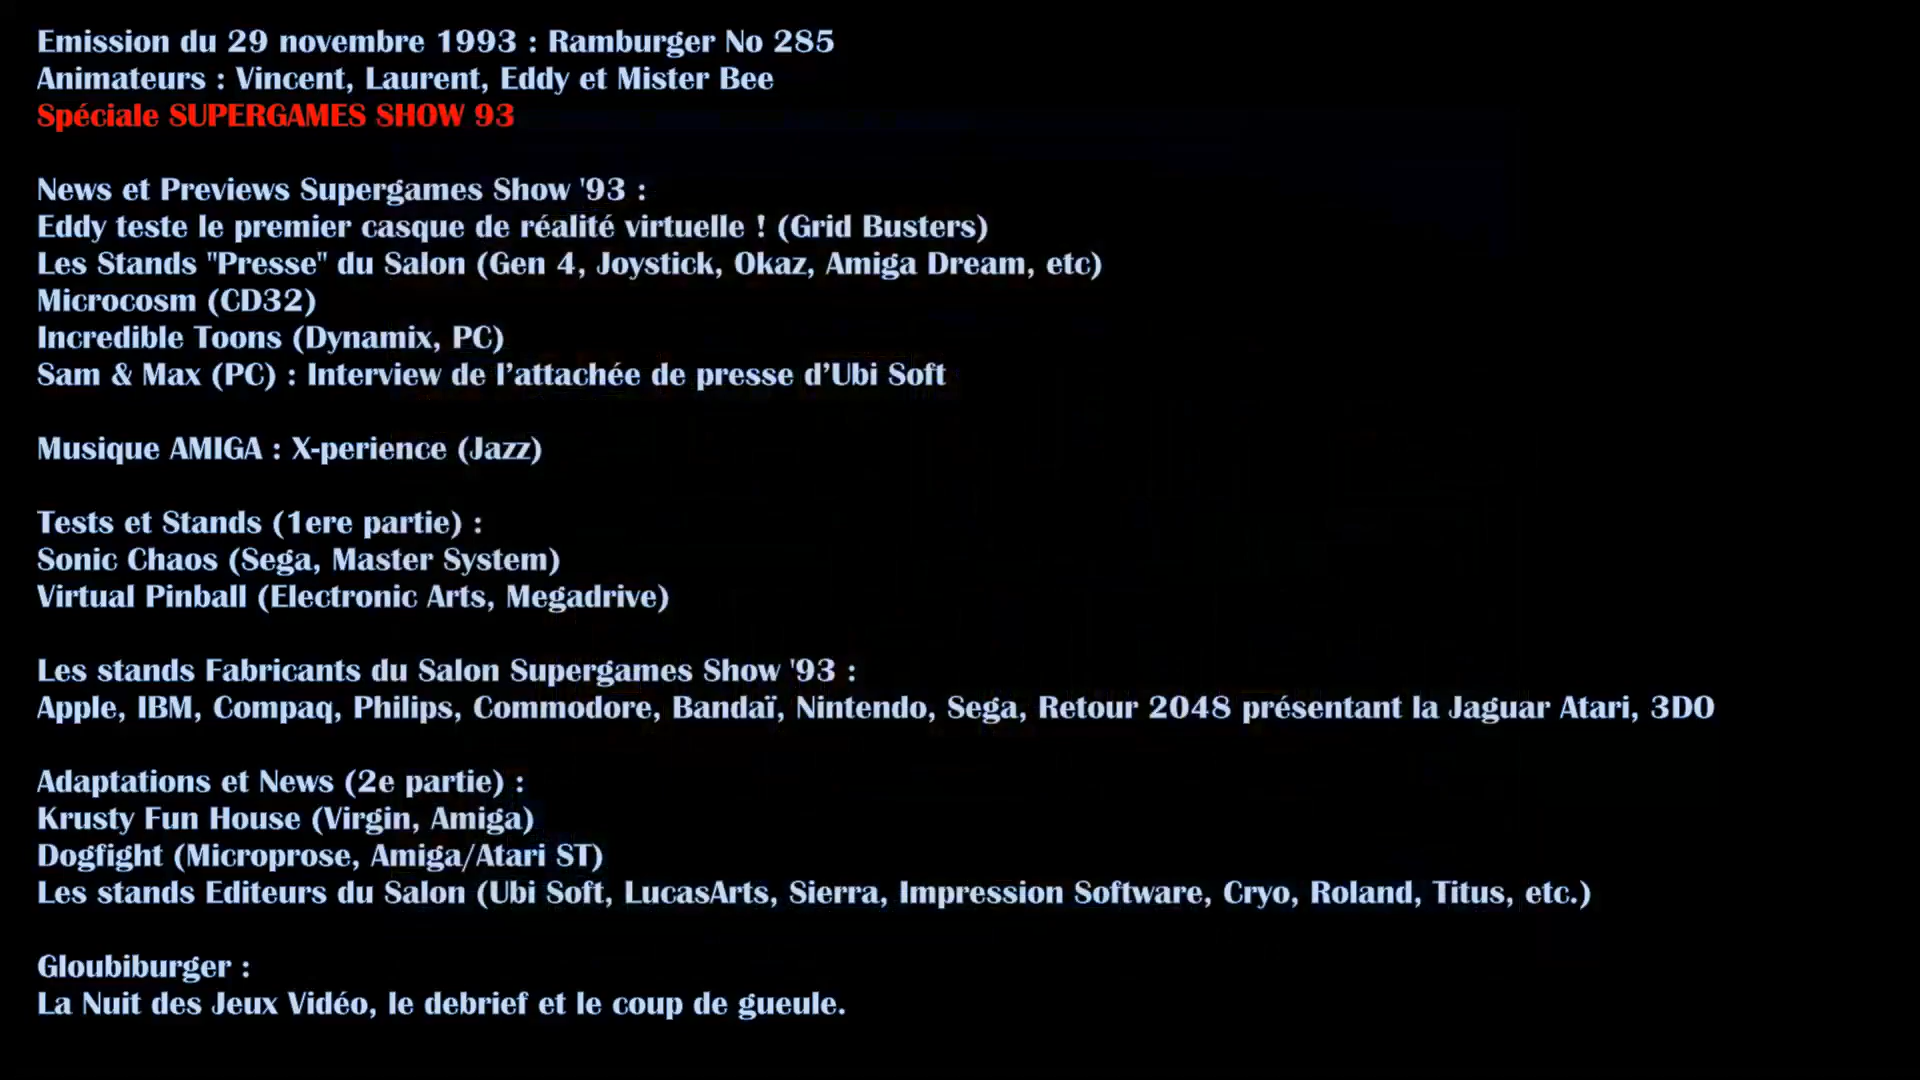 Emission du 29 novembre 1993 : Ramburger No 285
Animateurs : Vincent, Laurent, Eddy et Mister Bee
Spéciale SUPERGAMES SHOW 93
News et Previews Supergames Show '93 :
Eddy teste le premier casque de réalité virtuelle ! (Grid Busters)
Les Stands "Presse" du Salon (Gen 4, Joystick, Okaz, Amiga Dream, etc)
Microcosm (CD32)
Incredible Toons (Dynamix, PC)
Sam & Max (PC) : Interview de l’attachée de presse d’Ubi Soft
Musique AMIGA : X-perience (Jazz)
Tests et Stands (1ere partie) :
Sonic Chaos (Sega, Master System)
Virtual Pinball (Electronic Arts, Megadrive)
Les stands Fabricants du Salon Supergames Show '93 :
Apple, IBM, Compaq, Philips, Commodore, Bandaï, Nintendo, Sega, Retour 2048 présentant la Jaguar Atari, 3DO
Adaptations et News (2e partie) :
Krusty Fun House (Virgin, Amiga)
Dogfight (Microprose, Amiga/Atari ST)
Les stands Editeurs du Salon (Ubi Soft, LucasArts, Sierra, Impression Software, Cryo, Roland, Titus, etc.)
Gloubiburger :
La Nuit des Jeux Vidéo, le debrief et le coup de gueule.